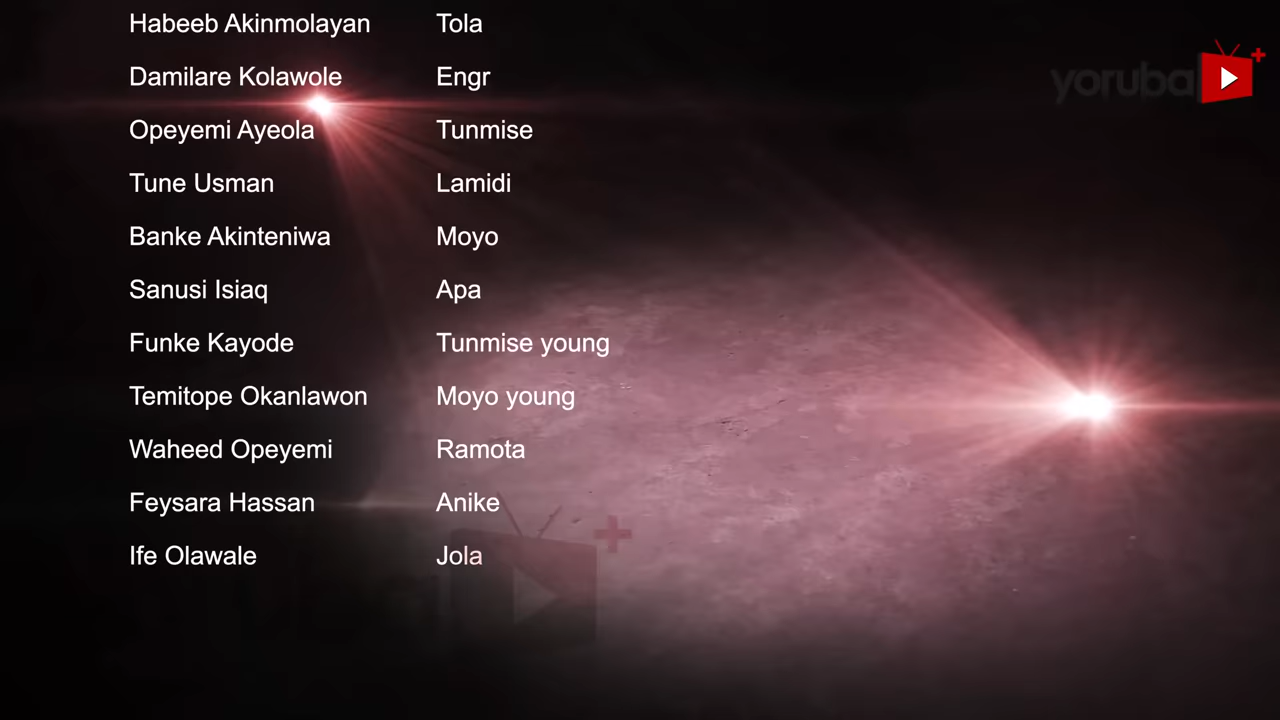 Habeeb Akinmolayan Tola
yoruba
Damilare Kolawole Engr
Opeyemi Ayeola Tunmise
Tune Usman Lamidi
Banke Akinteniwa Moyo
Sanusi Isiaq Apa
Funke Kayode Tunmise young
Temitope Okanlawon Moyo young
Waheed Opeyemi Ramota
Feysara Hassan Anike
Ife Olawale Jola